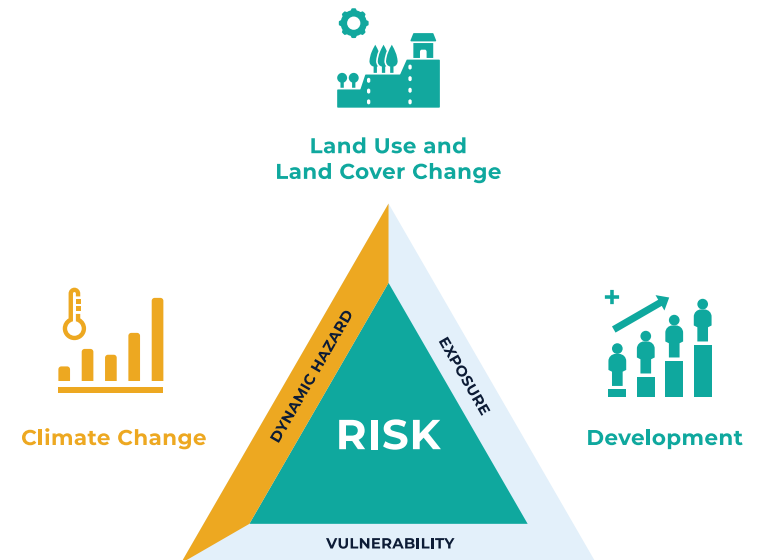 Land Use and
Land Cover Change
DYNAMIC HAZARD
EXPOSURE
Climate Change
RISK
Development
VULNERABILITY